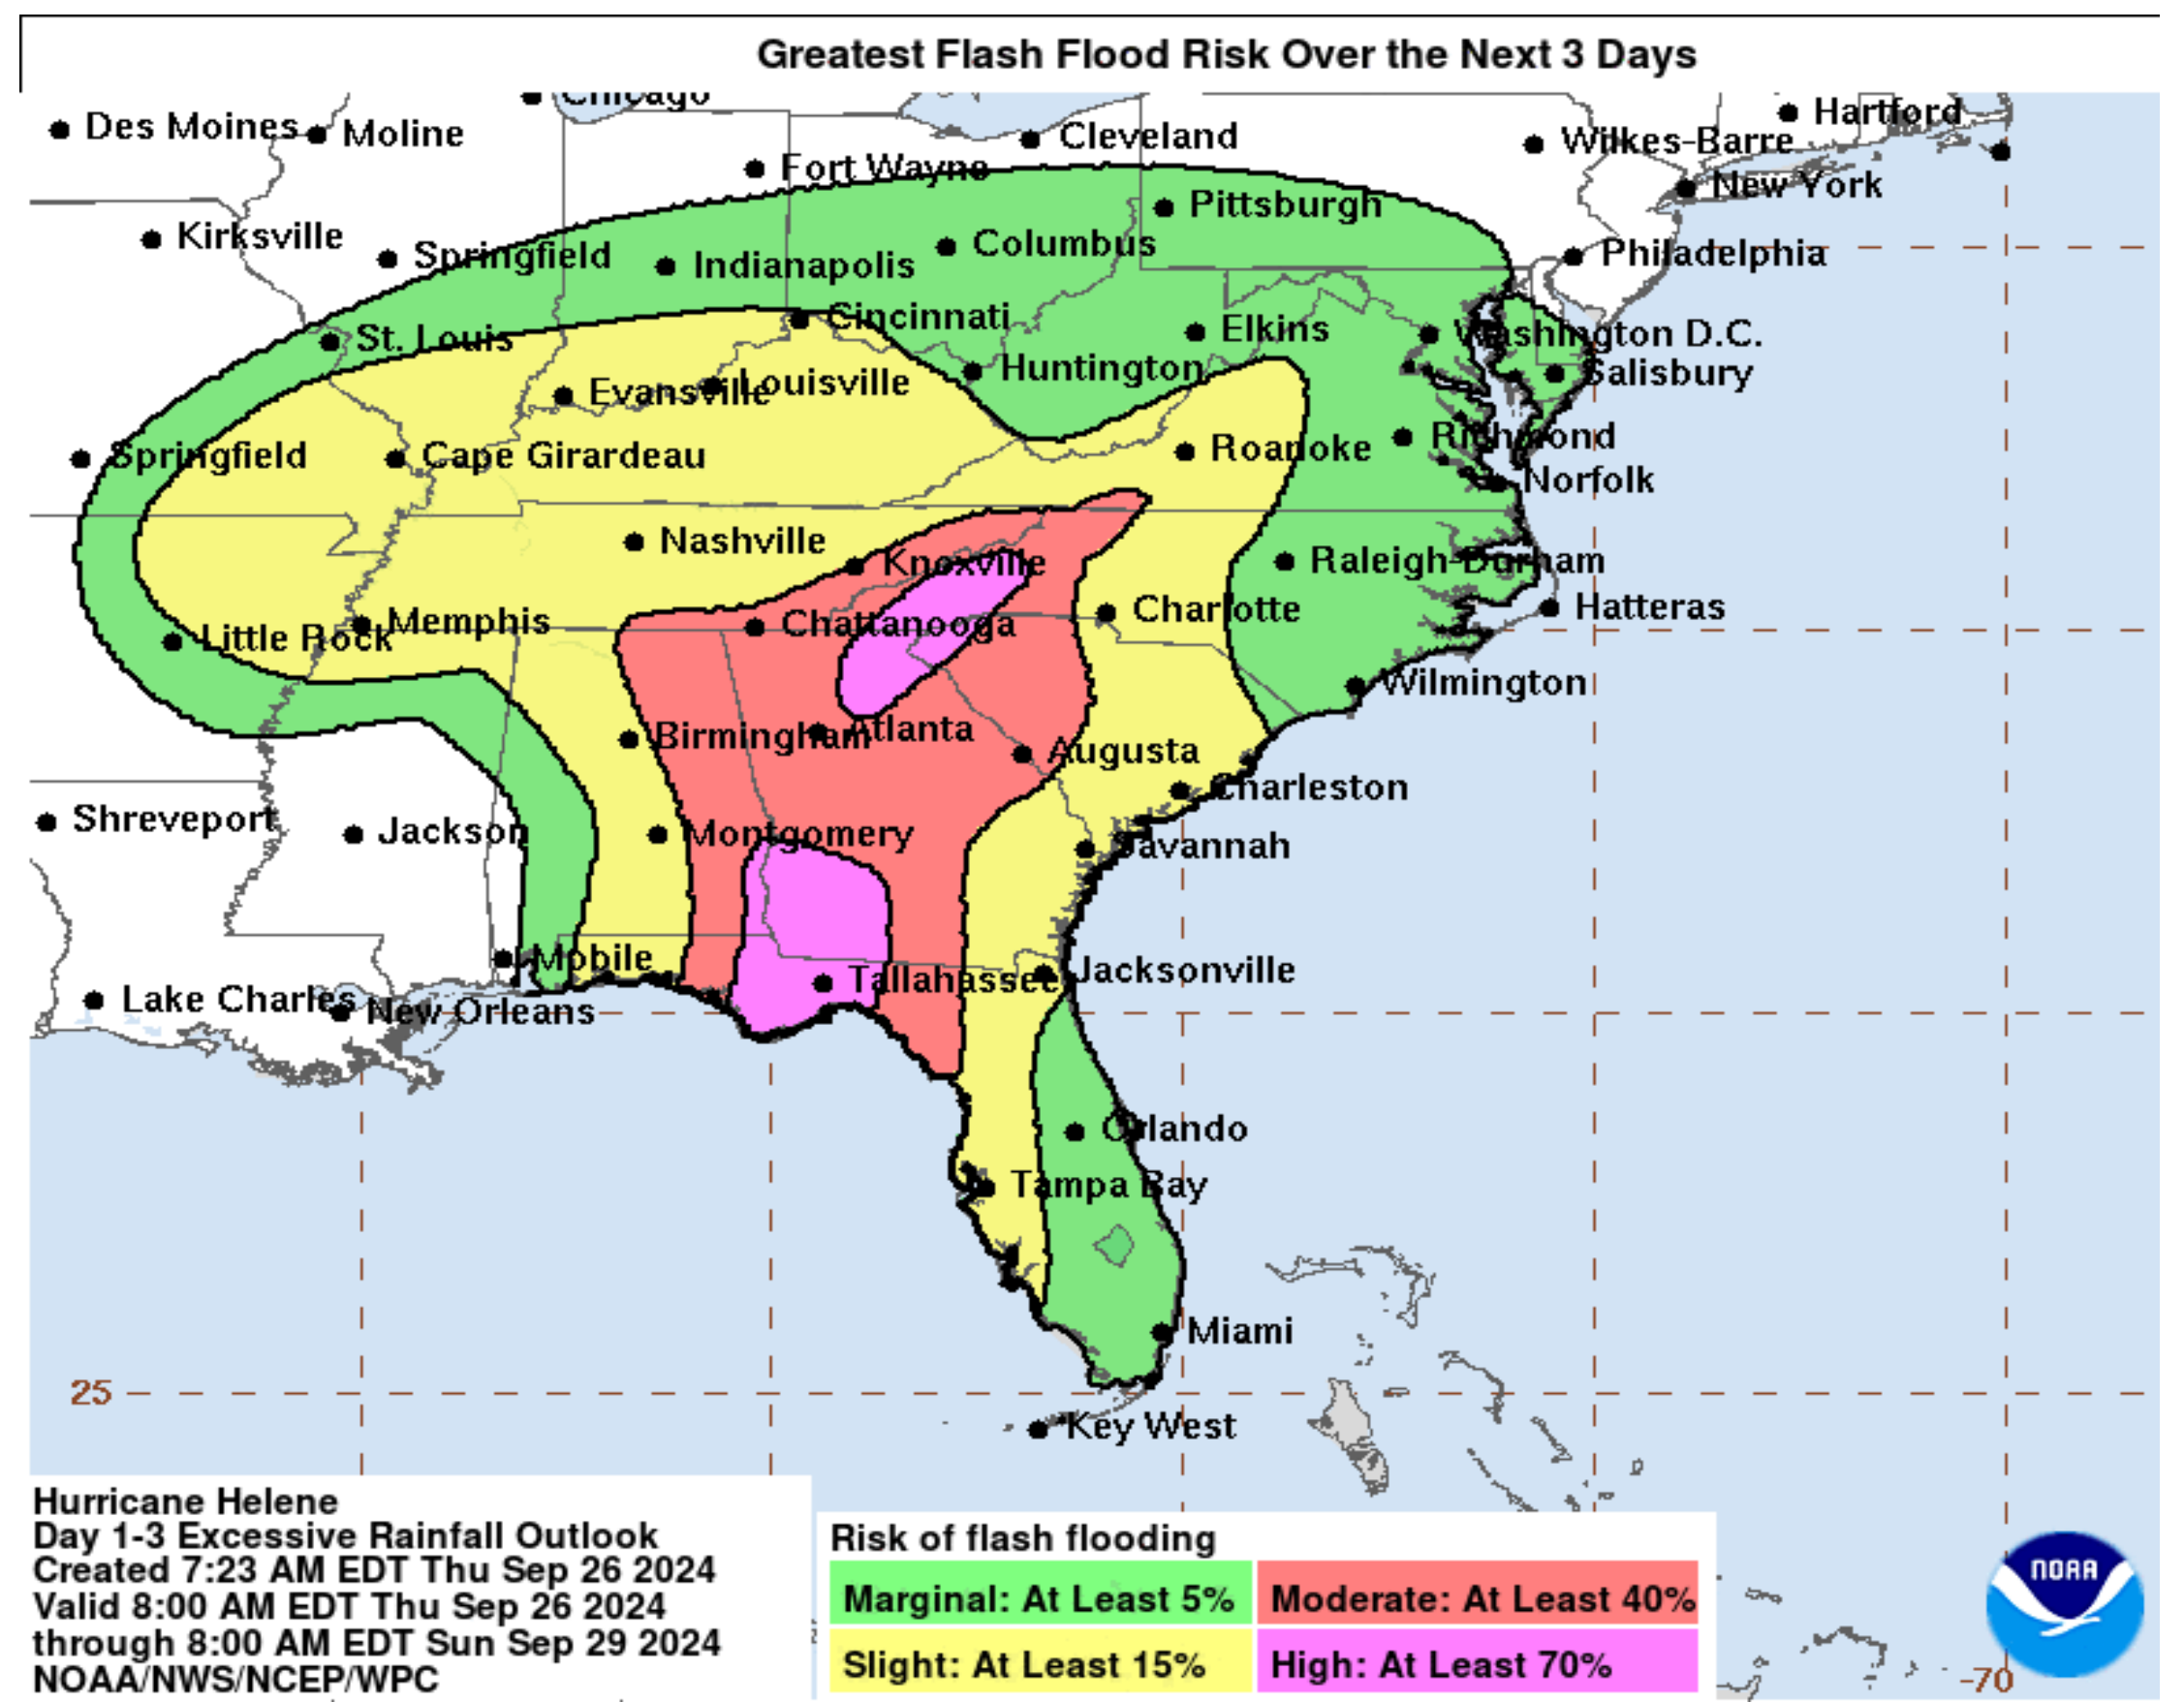 Greatest Flash Flood Risk Over the Next 3 Days
Chicago
Hartford
Des Moines
Moline
Cleveland
Wilkes-Barre
Fort Wayne
New York
Pittsburgh
Kirksville
Columbus
Springfield
Indianapolis
Philadelphia
Cincinnati
Elkins
Washington D.C.
St. Louis
Huntington
Salisbury
Louisville
Evansville
Springfield
Cape Girardeau
Roanoke
Richmond
Norfolk
Nashville
Knoxville
Raleigh-Durham
Memphis
Chattanooga
Charlotte
Hatteras
Little Rock
Wilmington
Birmingham
Atlanta
Augusta
Charleston
Shreveport
Jackson
Montgomery
Savannah
Mobile
Tallahassee
Jacksonville
Lake Charles
New Orleans
Orlando
Tampa Bay
Miami
25
Key West
Hurricane Helene
Day 1-3 Excessive Rainfall Outlook
Created 7:23 AM EDT Thu Sep 26 2024
Valid 8:00 AM EDT Thu Sep 26 2024
through 8:00 AM EDT Sun Sep 29 2024
NOAA/NWS/NCEP/WPC
Risk of flash flooding
Marginal: At Least 5%
Moderate: At Least 40%
Slight: At Least 15%
High: At Least 70%
NOAA
-70